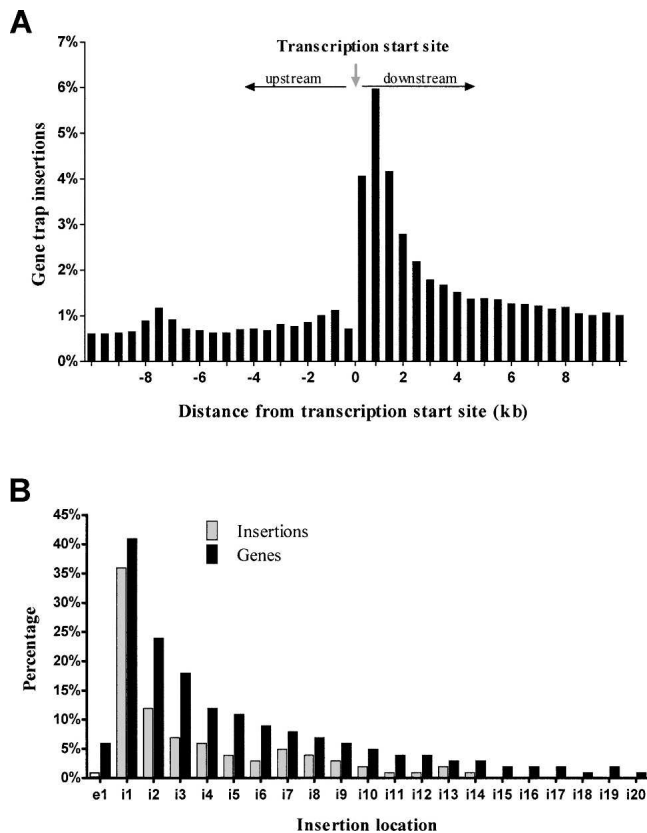 A
Transcription start site
upstream
downstream
7%
6%
5%
4%
3%
2%
1%
0%
Gene trap insertions
-8 -6 -4 -2 0 2 4 6 8
Distance from transcription start site (kb)
B
Insertions
Genes
45%
40%
35%
30%
25%
20%
15%
10%
5%
0%
Percentage
e1 i1 i2 i3 i4 i5 i6 i7 i8 i9 i10 i11 i12 i13 i14 i15 i16 i17 i18 i19 i20
Insertion location